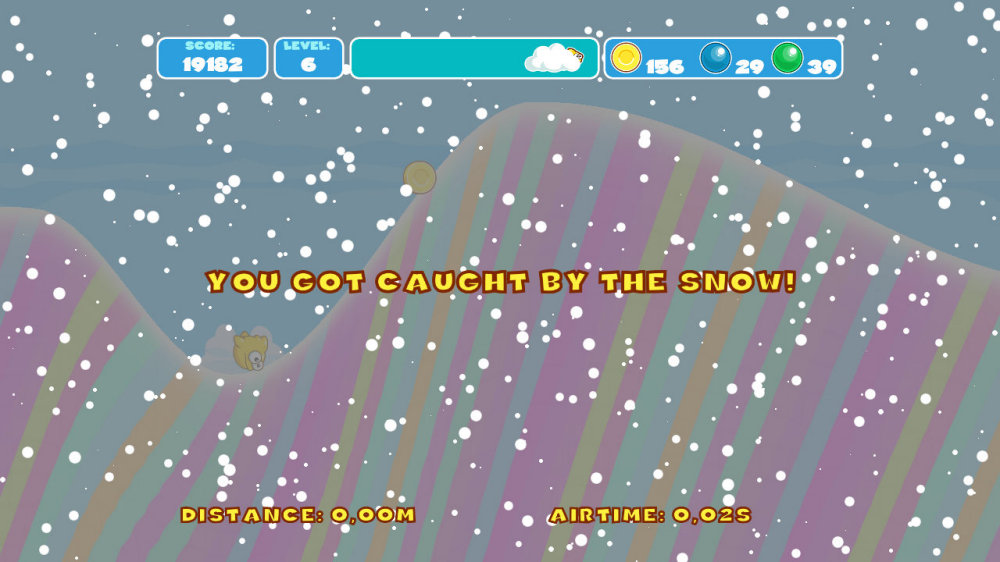 SCORE:
19182
LEVEL:
6
156
29
39
YOU GOT CAUGHT BY THE SNOW!
DISTANCE: 0,00M
AIRTIME: 0,02S